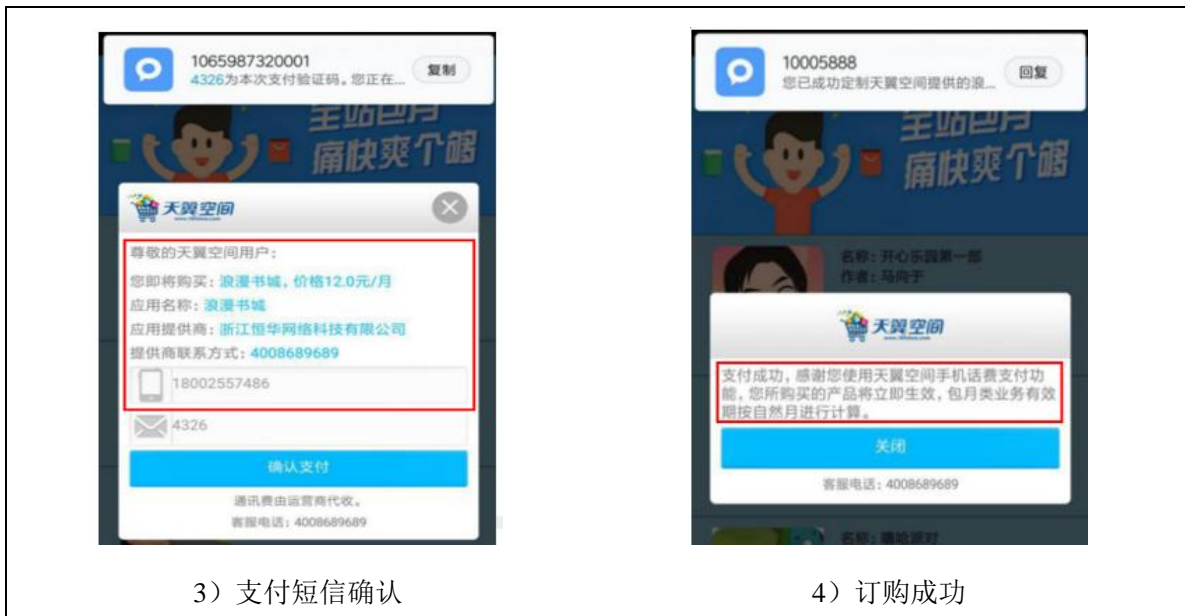 1065987320001
4326为本次支付验证码。您正在...
复制
全站包月
痛快爽个够
天翼空间
尊敬的天翼空间用户：
您即将购买：浪漫书城，价格12.0元/月
应用名称：浪漫书城
应用提供商：浙江恒华网络科技有限公司
提供商联系方式：4008689689
18002557486
4326
确认支付
通讯费由运营商代收。
客服电话：4008689689
3）支付短信确认
10005888
您已成功定制天翼空间提供的浪...
回复
全站包月
痛快爽个够
名称：开心乐园第一部
作者：马向于
天翼空间
支付成功，感谢您使用天翼空间手机话费支付功
能，您所购买的产品将立即生效，包月类业务有效
期按自然月进行计算。
关闭
客服电话：4008689689
名称：嘻哈派对
4）订购成功